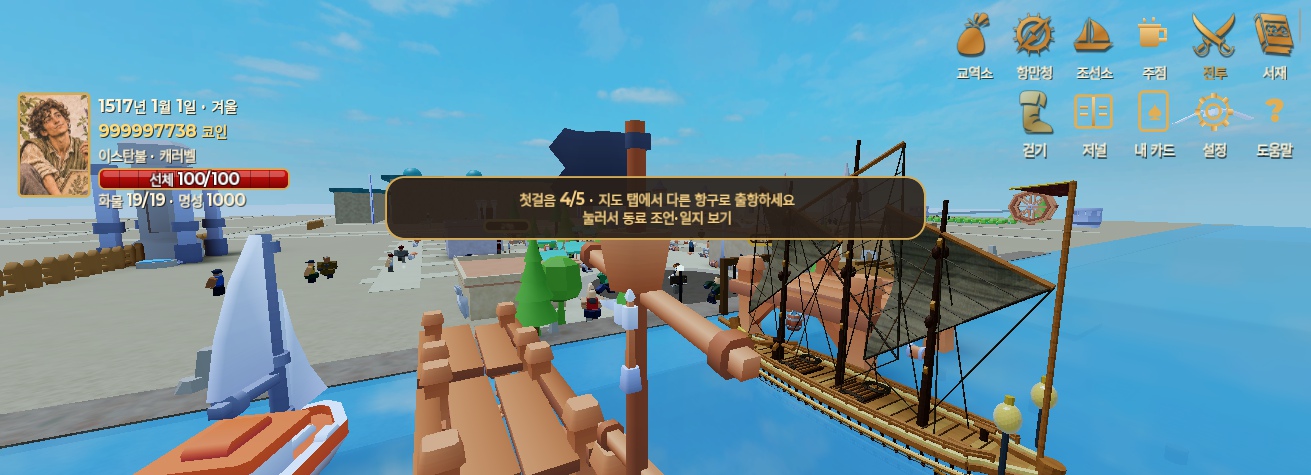 교역소 항만청 조선소 주점 전투 서재
걷기 저널 내 카드 설정 도움말
1517년 1월 1일 · 겨울
999997738 코인
이스탄불 · 캐러벨
선체 100/100
화물 19/19 · 명성 1000
첫걸음 4/5 · 지도 탭에서 다른 항구로 출항하세요
눌러서 동료 조언·일지 보기